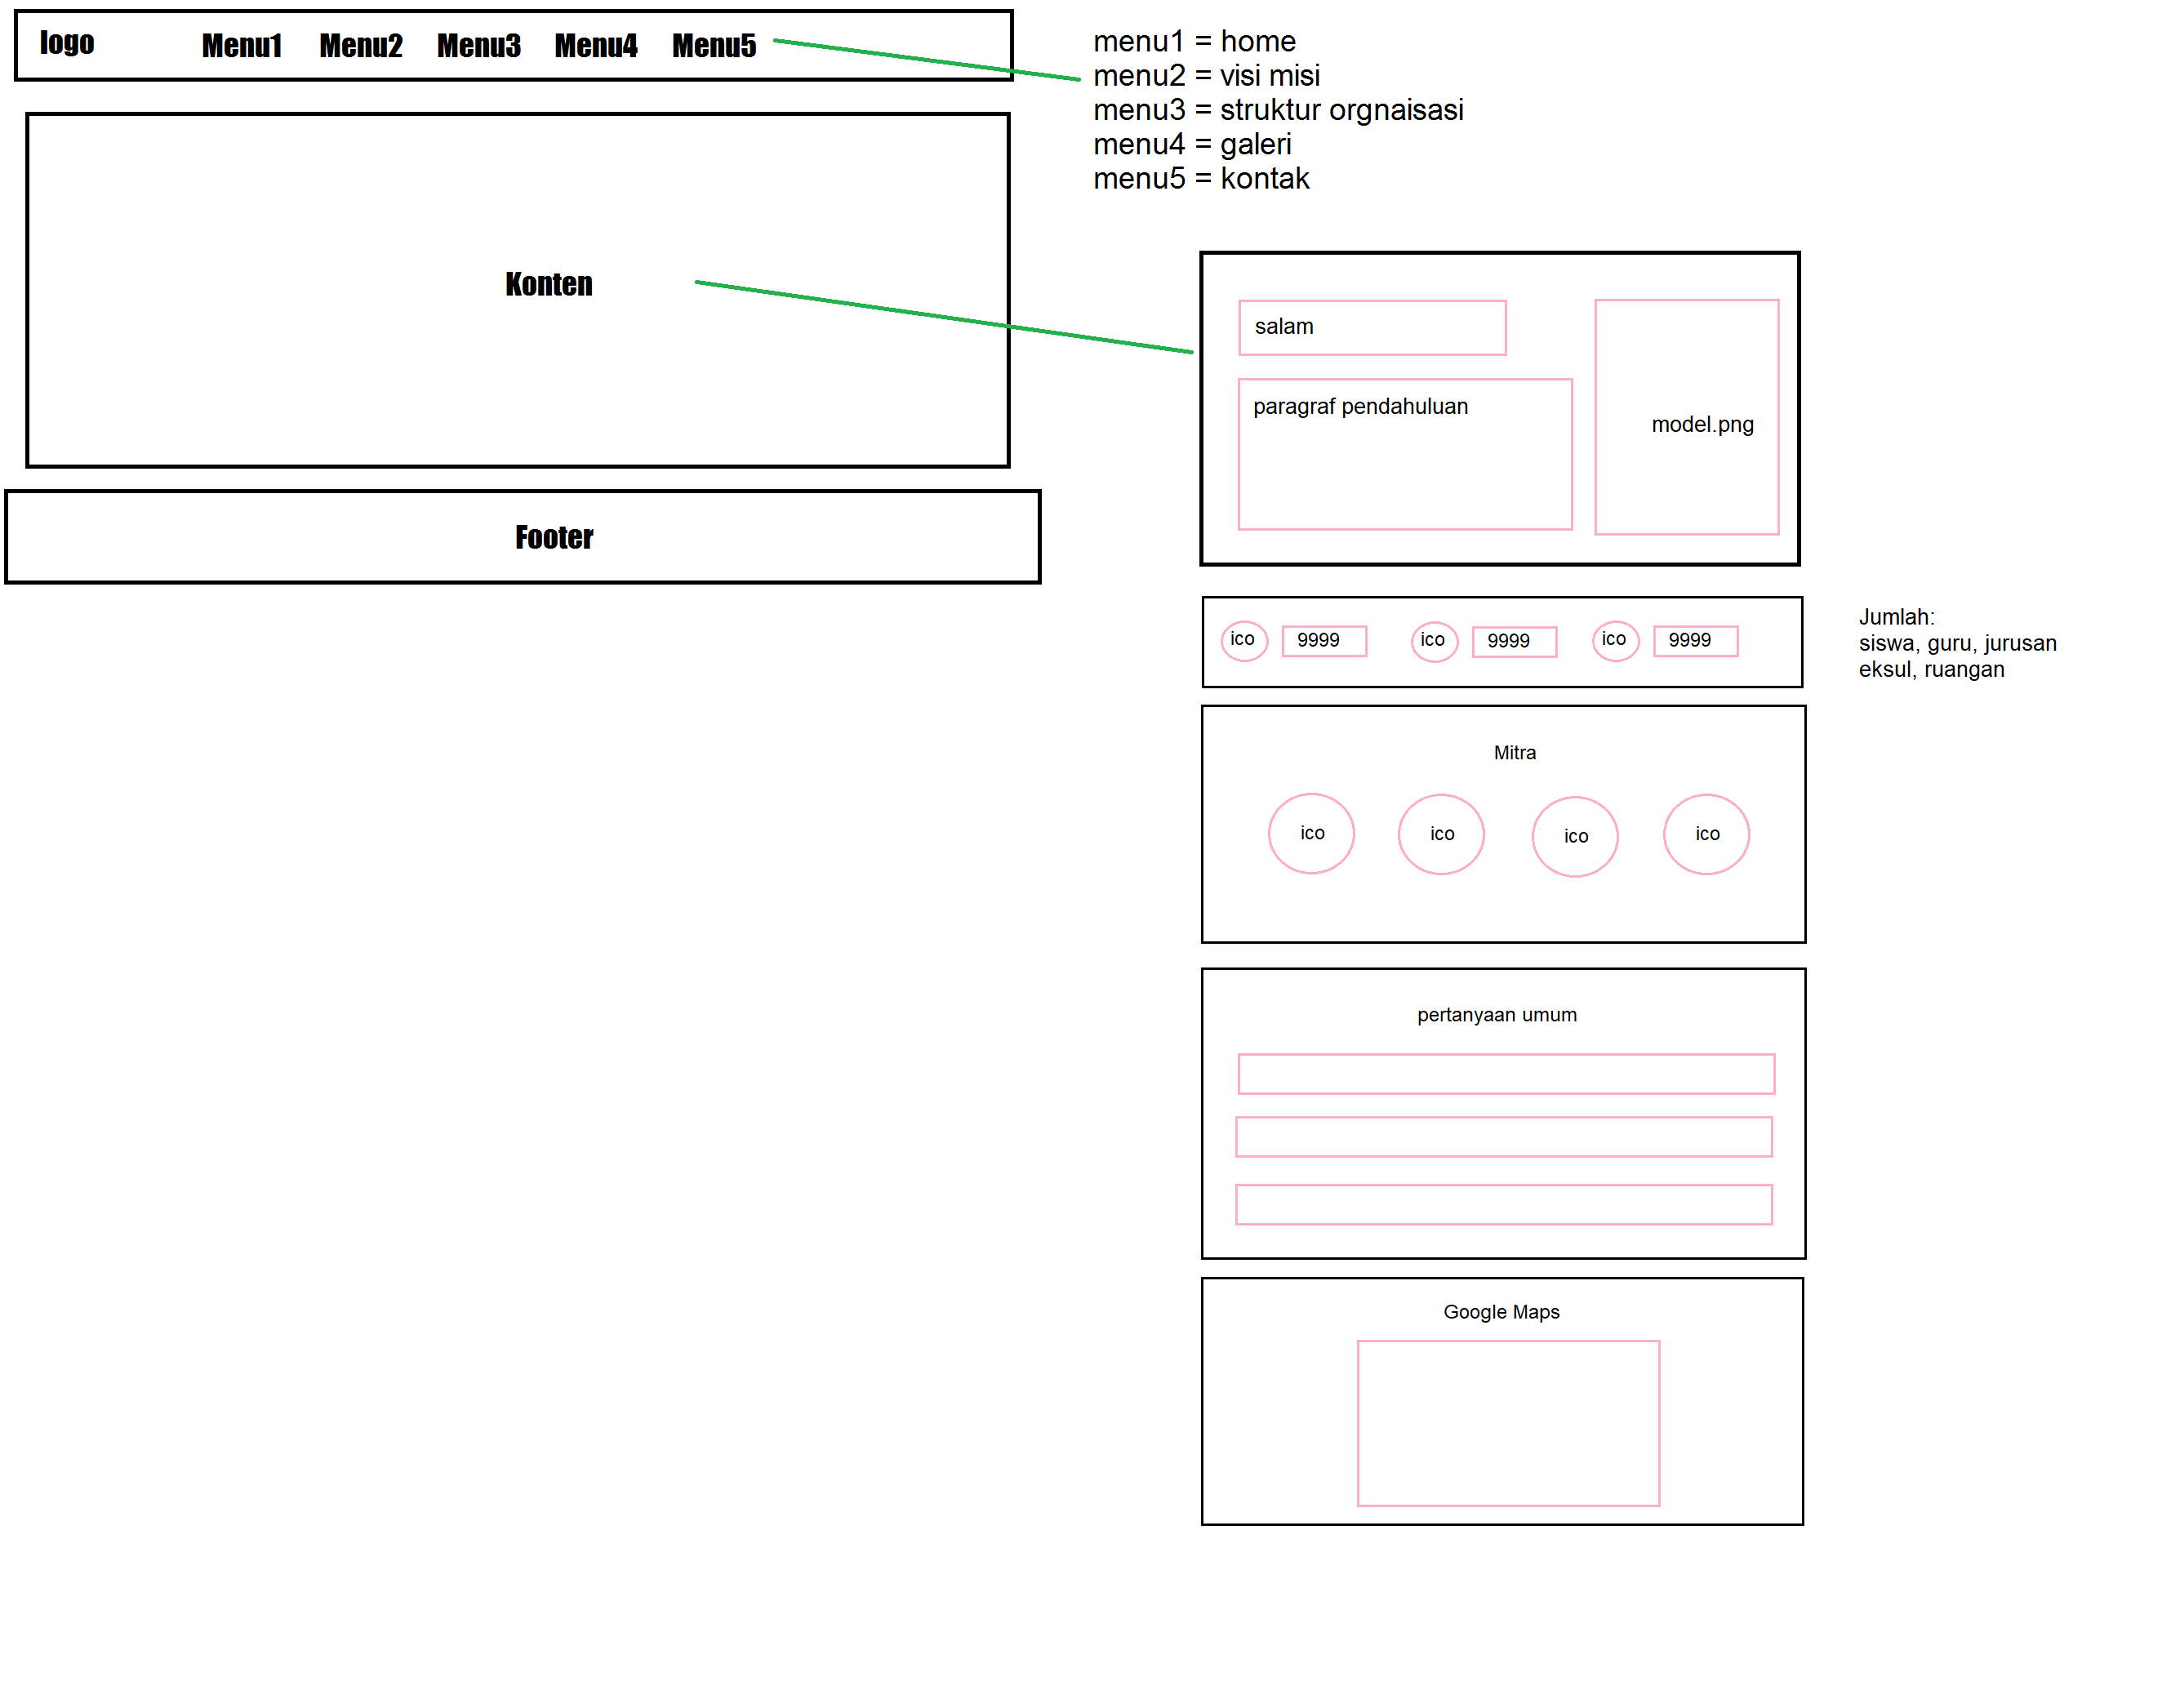 logo Menu1 Menu2 Menu3 Menu4 Menu5
menu1 = home
menu2 = visi misi
menu3 = struktur orgnaisasi
menu4 = galeri
menu5 = kontak
Konten
Footer
salam
paragraf pendahuluan
model.png
ico 9999 ico 9999 ico 9999
Jumlah:
siswa, guru, jurusan
eksul, ruangan
Mitra
ico ico ico ico
pertanyaan umum
Google Maps